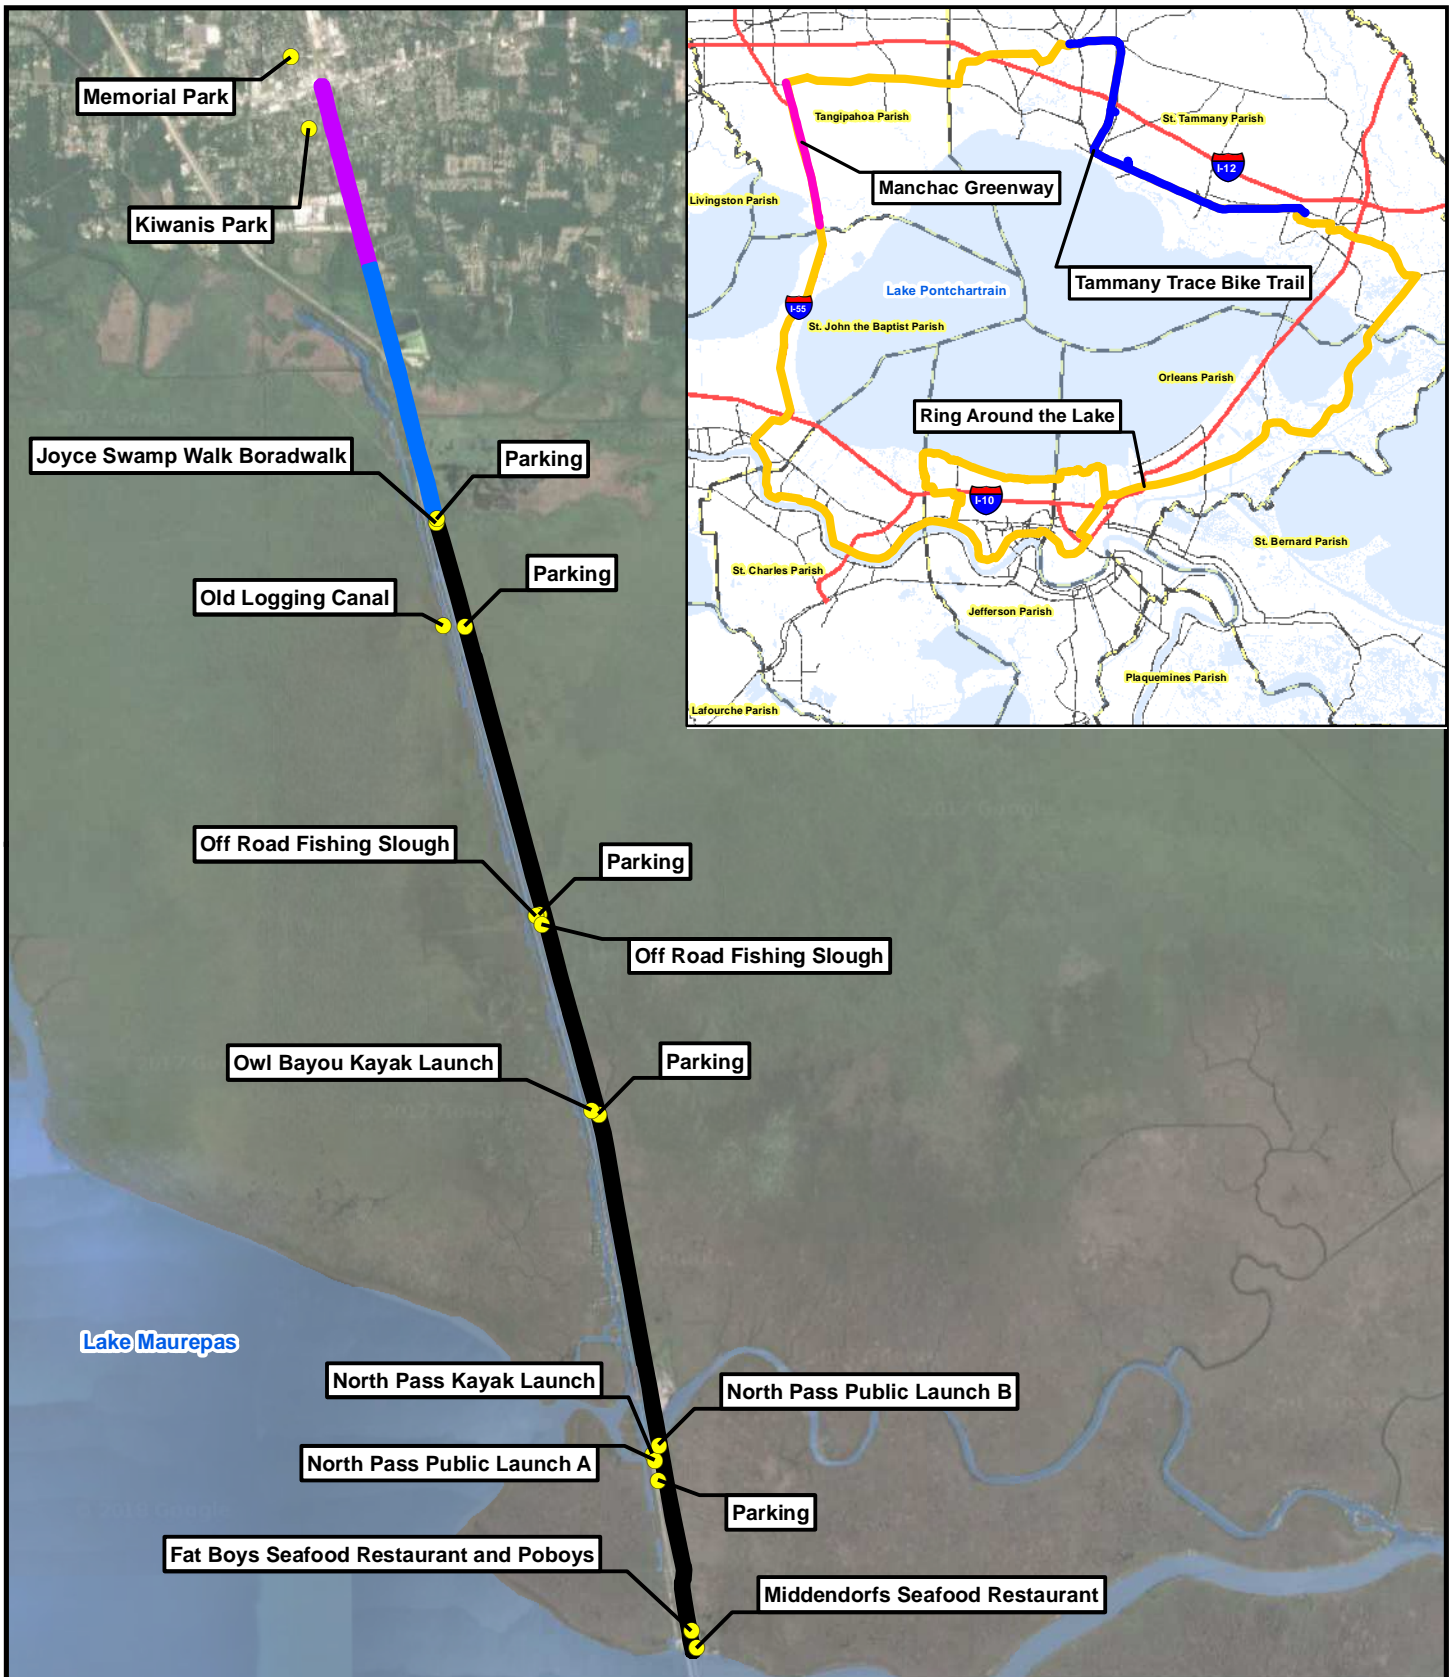 Memorial Park
Kiwanis Park
Joyce Swamp Walk Boradwalk
Parking
Old Logging Canal
Parking
Off Road Fishing Slough
Parking
Off Road Fishing Slough
Owl Bayou Kayak Launch
Parking
Lake Maurepas
North Pass Kayak Launch
North Pass Public Launch B
North Pass Public Launch A
Parking
Fat Boys Seafood Restaurant and Poboys
Middendorfs Seafood Restaurant
Tangipahoa Parish
St. Tammany Parish
I-12
Manchac Greenway
Livingston Parish
Tammany Trace Bike Trail
Lake Pontchartrain
I-55
St. John the Baptist Parish
Orleans Parish
Ring Around the Lake
I-10
St. Bernard Parish
St. Charles Parish
Jefferson Parish
Plaquemines Parish
Lafourche Parish